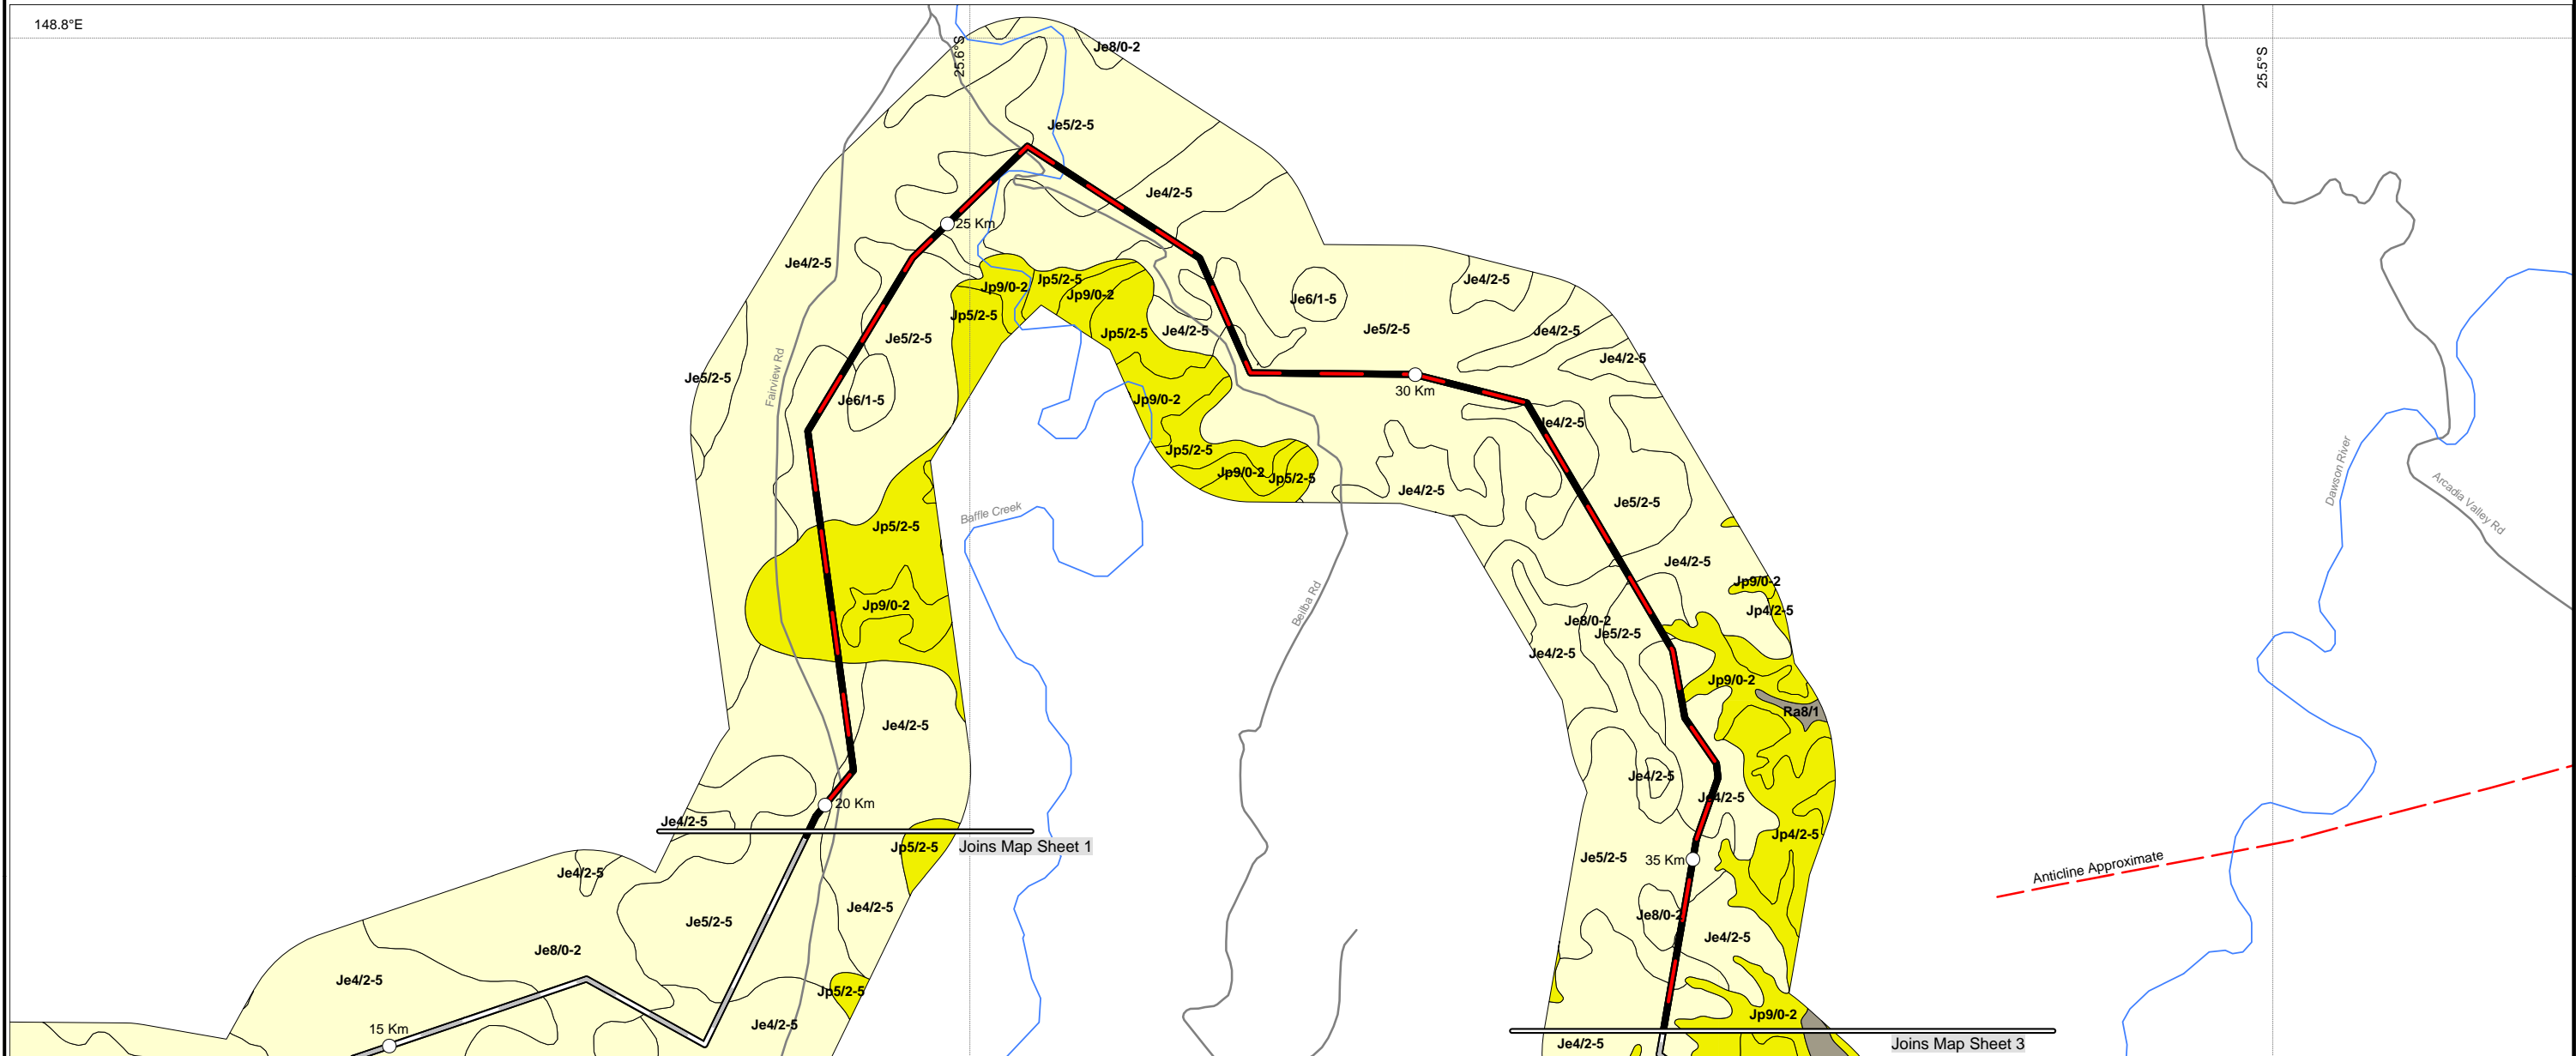 148.8°E
25.6°S
Je8/0-2
25.5°S
Je5/2-5
Je4/2-5
25 Km
Je4/2-5
Jp5/2-5
Jp9/0-2
Jp9/0-2
Je6/1-5
Je4/2-5
Jp5/2-5
Jp5/2-5
Je4/2-5
Je5/2-5
Je4/2-5
Je5/2-5
Je4/2-5
Je5/2-5
Fairview Rd
Je6/1-5
Jp9/0-2
30 Km
Je4/2-5
Jp5/2-5
Jp9/0-2
Jp5/2-5
Je4/2-5
Je5/2-5
Dawson River
Arcadia Valley Rd
Baffle Creek
Jp5/2-5
Je4/2-5
Jp9/0-2
Jp9/0-2
Jp4/2-5
Beilba Rd
Je8/0-2
Je5/2-5
Je4/2-5
Jp9/0-2
Ra8/1
Je4/2-5
Je4/2-5
Je4/2-5
20 Km
Je4/2-5
Jp4/2-5
Jp5/2-5
Joins Map Sheet 1
Je5/2-5
35 Km
Anticline Approximate
Je4/2-5
Je4/2-5
Je5/2-5
Je8/0-2
Je4/2-5
Je8/0-2
Je4/2-5
Jp5/2-5
Jp9/0-2
Je4/2-5
15 Km
Je4/2-5
Joins Map Sheet 3